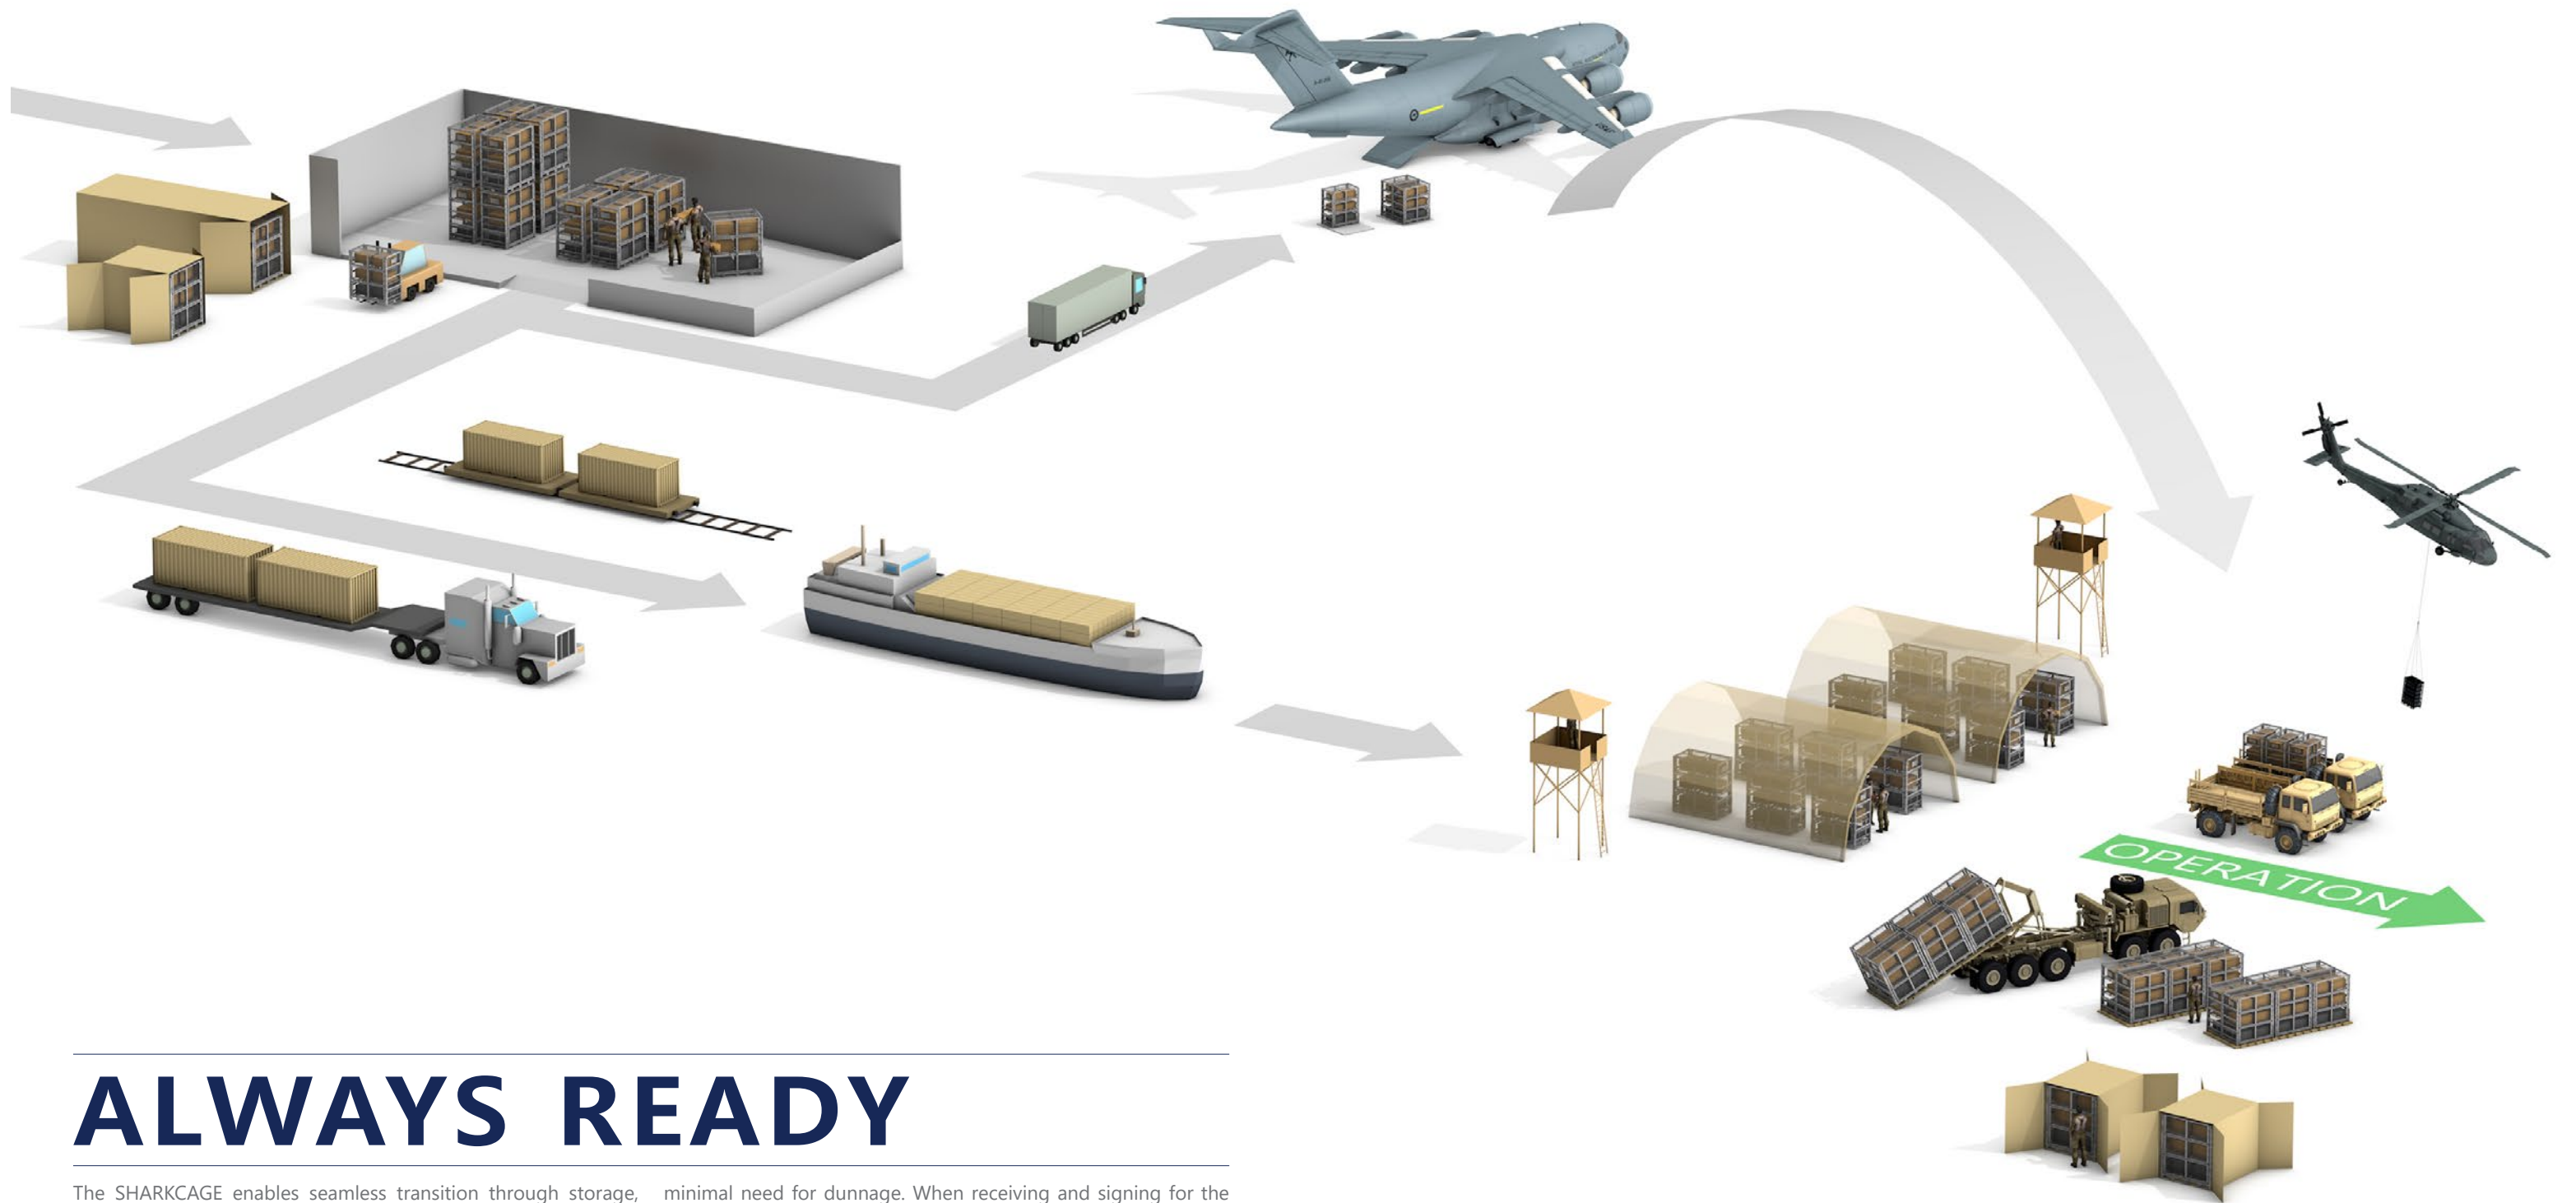 OPERATION
ALWAYS READY
The SHARKCAGE enables seamless transition through storage,
minimal need for dunnage. When receiving and signing for the